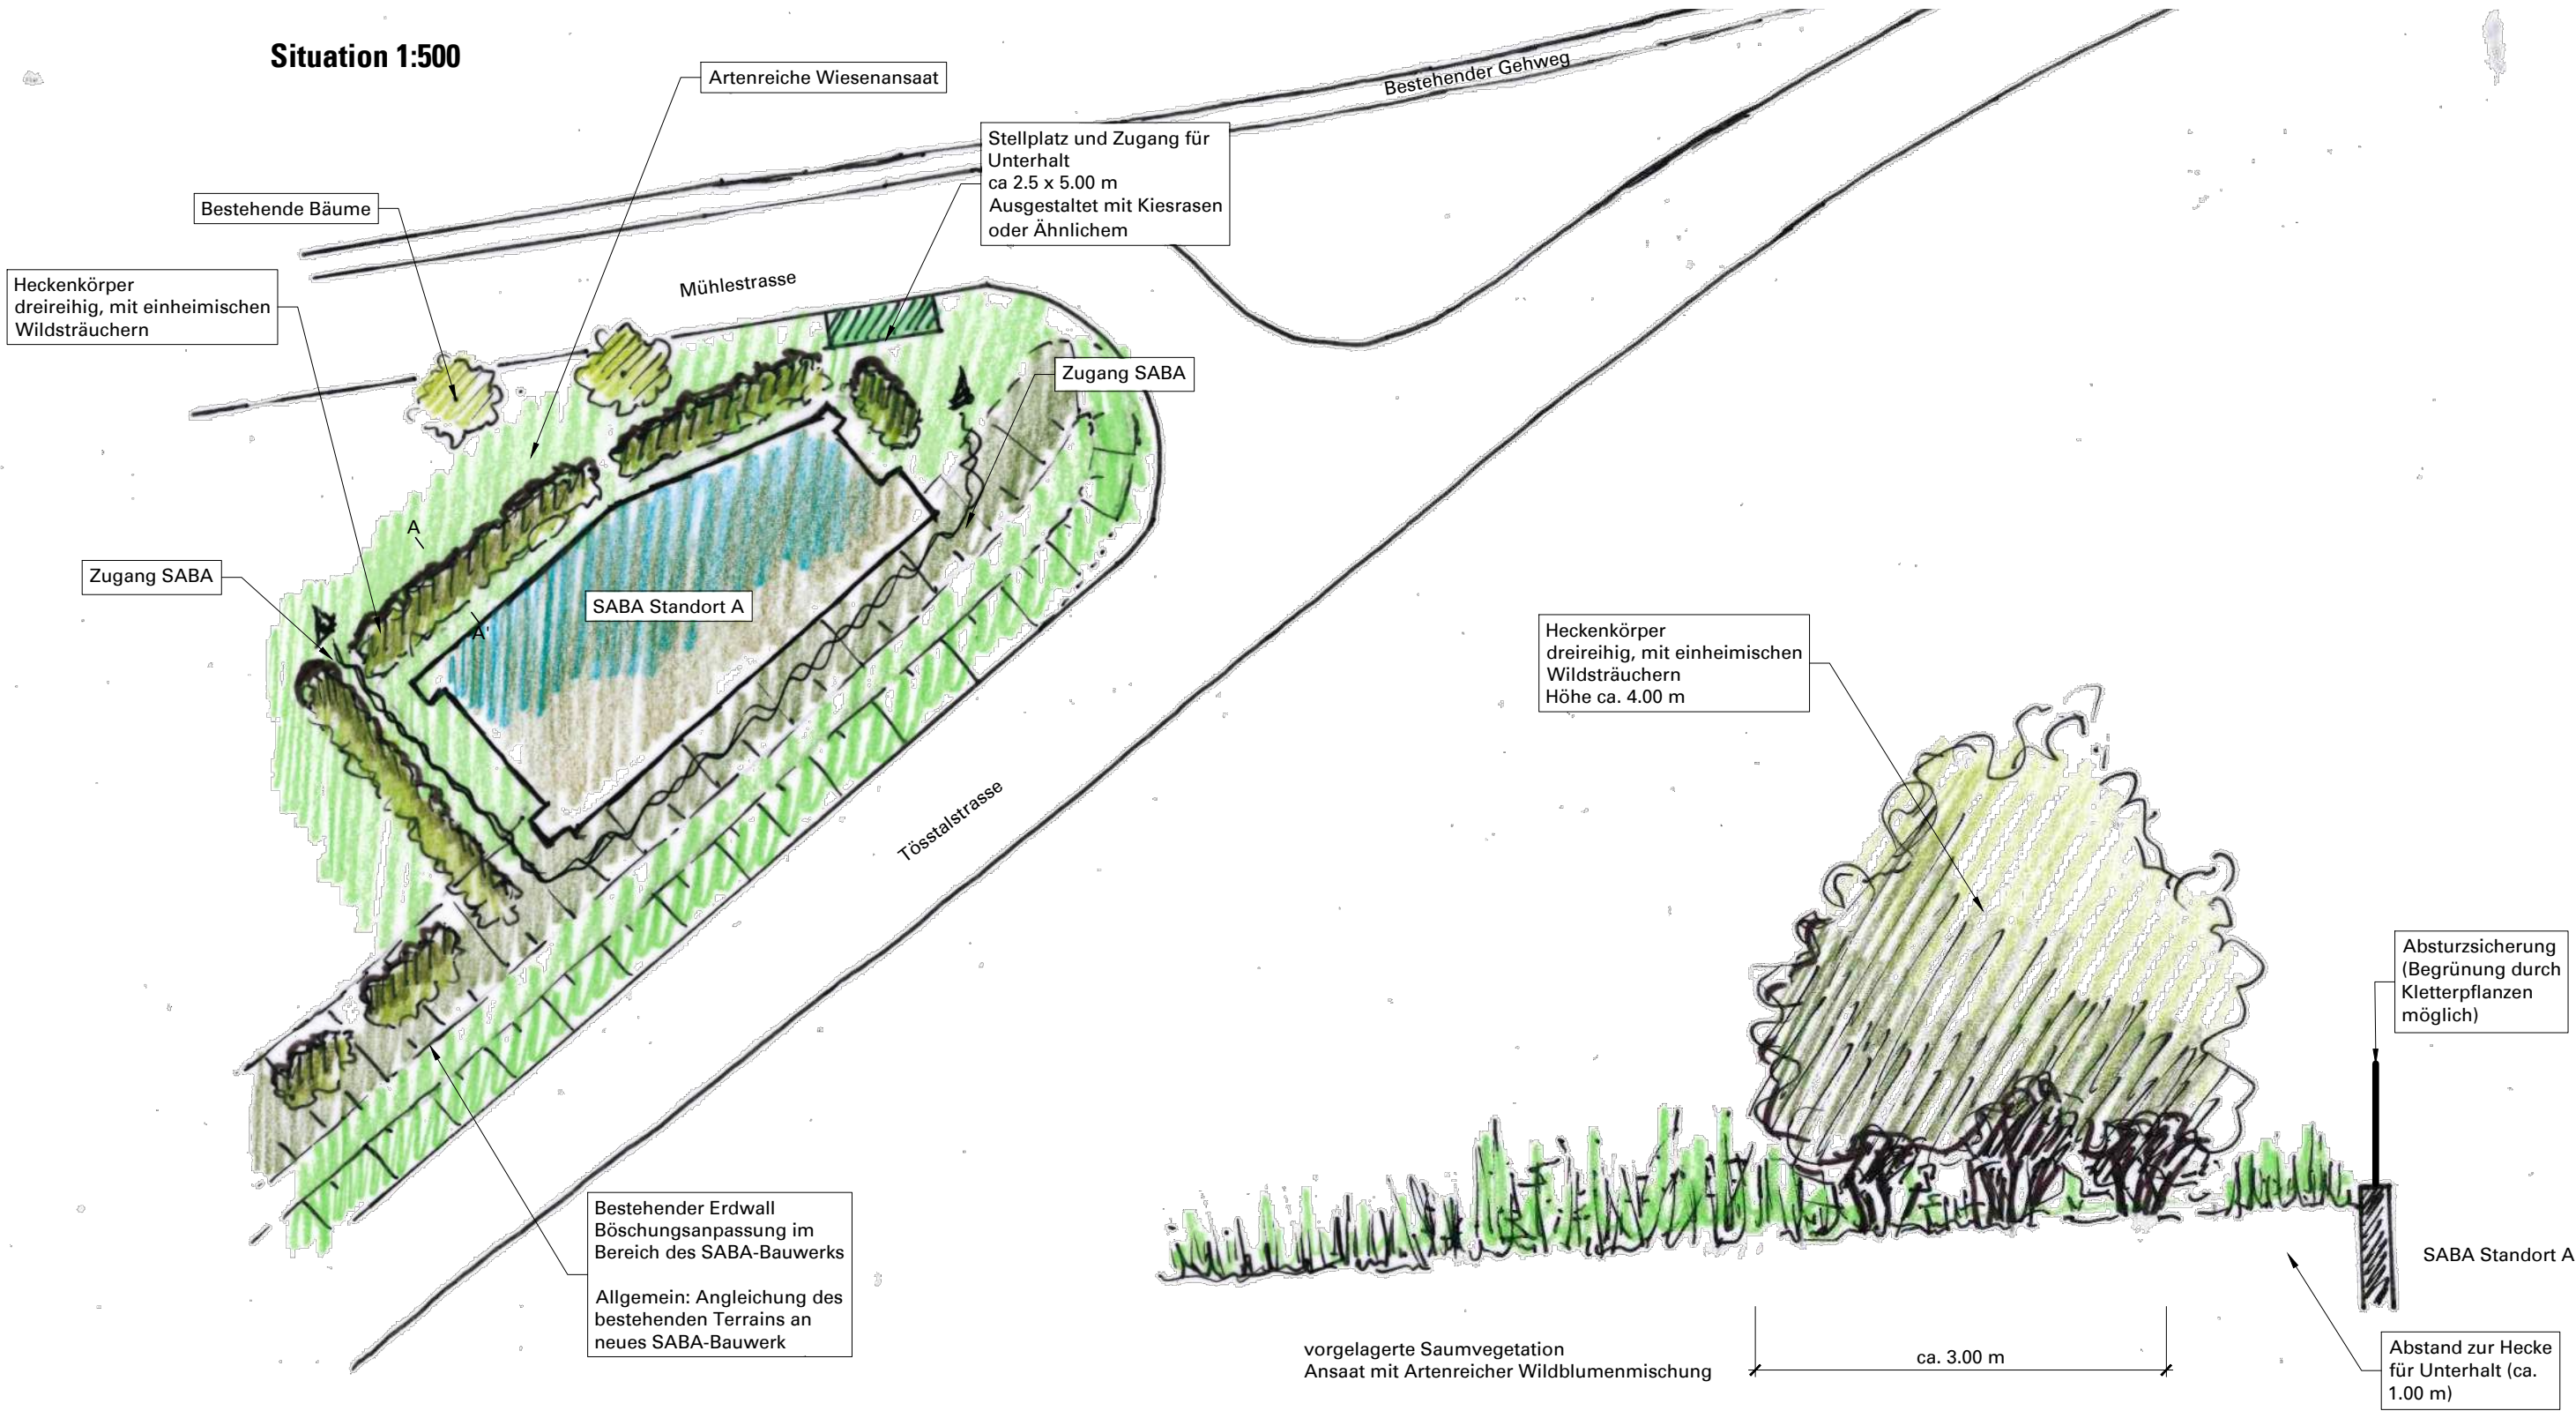 Situation 1:500
Artenreiche Wiesenansaat
Bestehender Gehweg
Stellplatz und Zugang für
Unterhalt
ca 2.5 x 5.00 m
Ausgestaltet mit Kiesrasen
oder Ähnlichem
Bestehende Bäume
Mühlestrasse
Heckenkörper
dreireihig, mit einheimischen
Wildsträuchern
Zugang SABA
A
Zugang SABA
SABA Standort A
A'
Tösstalstrasse
Bestehender Erdwall
Böschungsanpassung im
Bereich des SABA-Bauwerks
Allgemein: Angleichung des
bestehenden Terrains an
neues SABA-Bauwerk
Heckenkörper
dreireihig, mit einheimischen
Wildsträuchern
Höhe ca. 4.00 m
Absturzsicherung
(Begrünung durch
Kletterpflanzen
möglich)
SABA Standort A
vorgelagerte Saumvegetation
Ansaat mit Artenreicher Wildblumenmischung
ca. 3.00 m
Abstand zur Hecke
für Unterhalt (ca.
1.00 m)